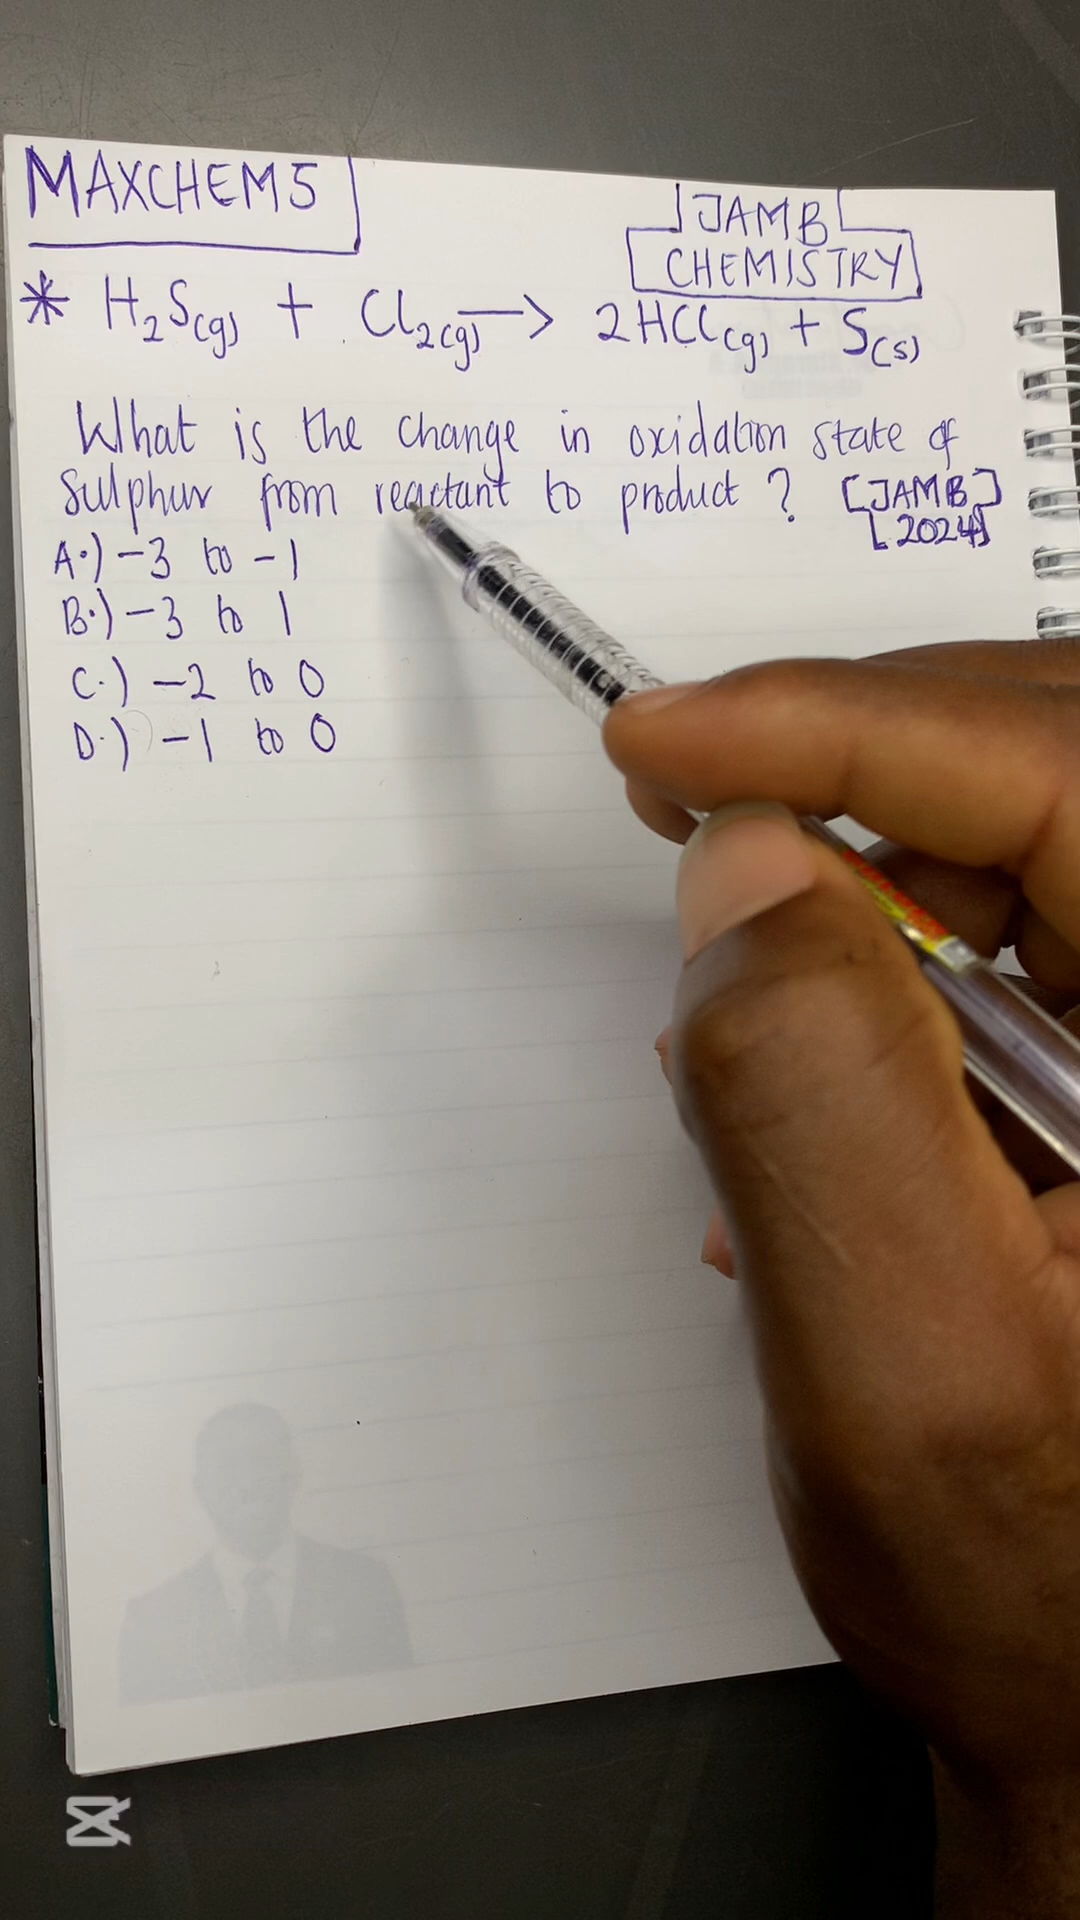 MAXCHEM5
JAMB
CHEMISTRY
* H₂S(g) + Cl₂(g) → 2HCl(g) + S(s)
What is the change in oxidation state of
Sulphur from reactant to product ? [JAMB]
[2024]
A.) -3 to -1
B.) -3 to 1
C.) -2 to 0
D.) -1 to 0